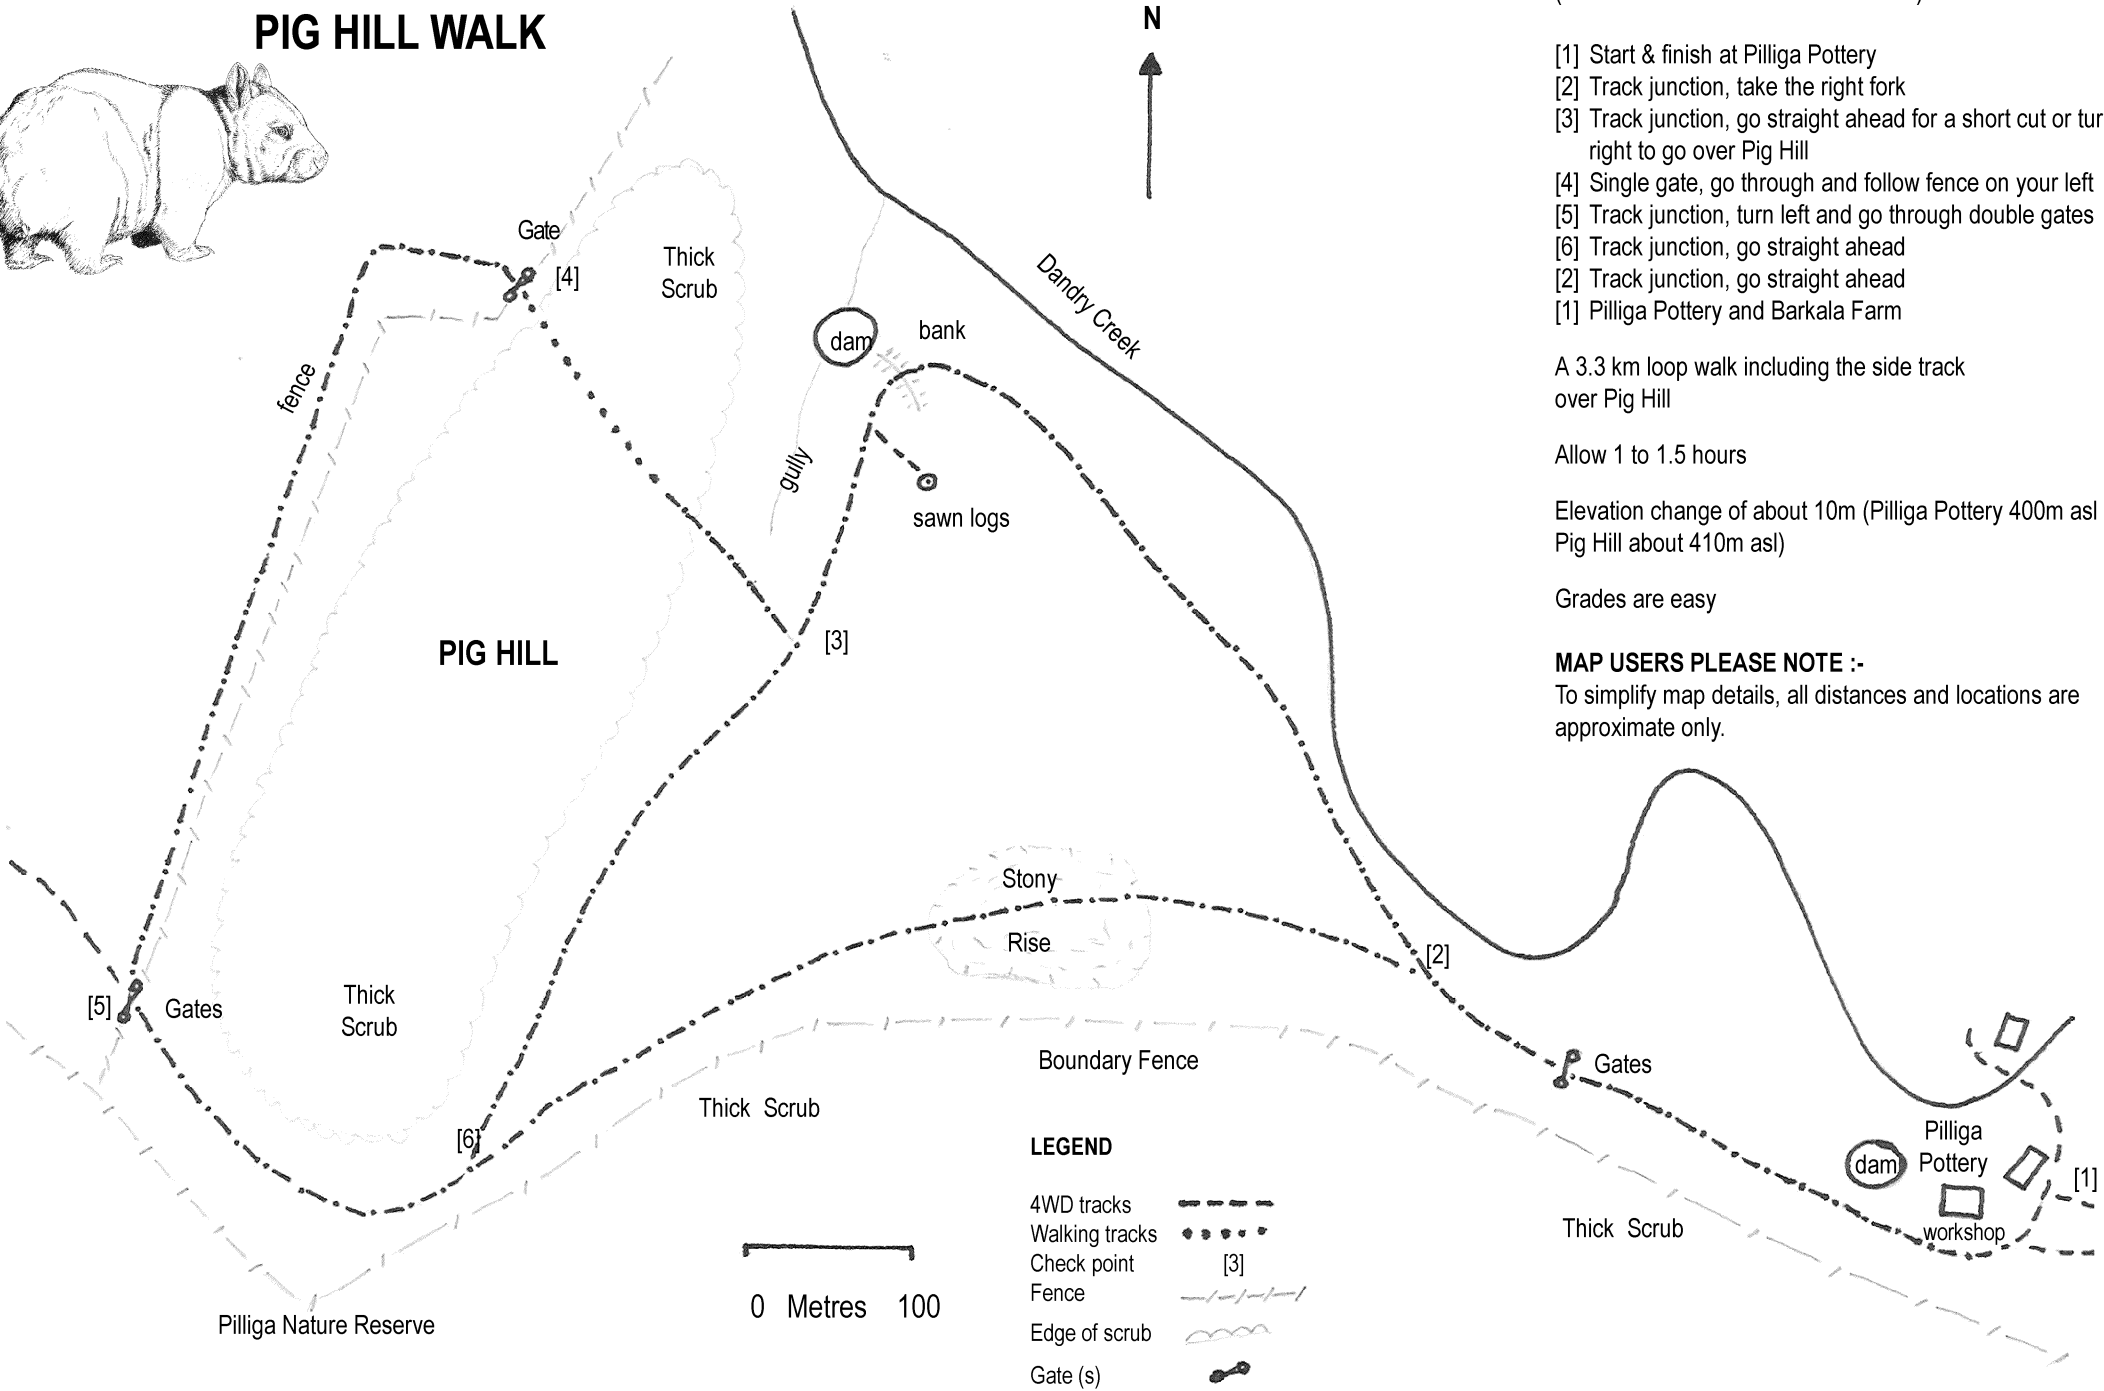 PIG HILL WALK
N
[1] Start & finish at Pilliga Pottery
[2] Track junction, take the right fork
[3] Track junction, go straight ahead for a short cut or tur
right to go over Pig Hill
[4] Single gate, go through and follow fence on your left
[5] Track junction, turn left and go through double gates
[6] Track junction, go straight ahead
[2] Track junction, go straight ahead
[1] Pilliga Pottery and Barkala Farm
A 3.3 km loop walk including the side track
over Pig Hill
Allow 1 to 1.5 hours
Elevation change of about 10m (Pilliga Pottery 400m asl
Pig Hill about 410m asl)
Grades are easy
MAP USERS PLEASE NOTE :-
To simplify map details, all distances and locations are
approximate only.
Gate
[4]
Thick
Scrub
Dandry Creek
dam
bank
fence
gully
sawn logs
[3]
PIG HILL
Stony
Rise
[2]
[5]
Gates
Thick
Scrub
Boundary Fence
Gates
Thick Scrub
[6]
Pilliga
Pottery
dam
[1]
workshop
Thick Scrub
LEGEND
4WD tracks
Walking tracks
Check point [3]
Fence
Edge of scrub
Gate (s)
0 Metres 100
Pilliga Nature Reserve